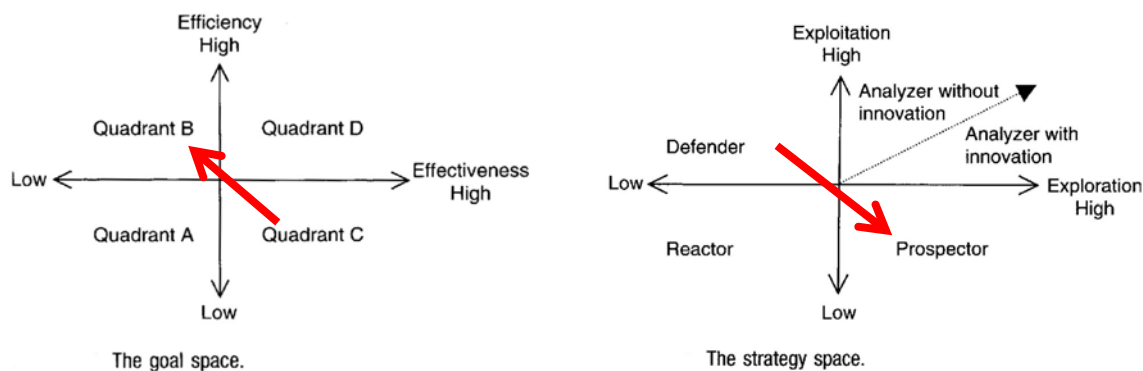 Efficiency
High
Quadrant B
Quadrant D
Low
Effectiveness
High
Quadrant A
Quadrant C
Low
The goal space.
Exploitation
High
Analyzer without
innovation
Analyzer with
innovation
Defender
Low
Exploration
High
Reactor
Prospector
Low
The strategy space.